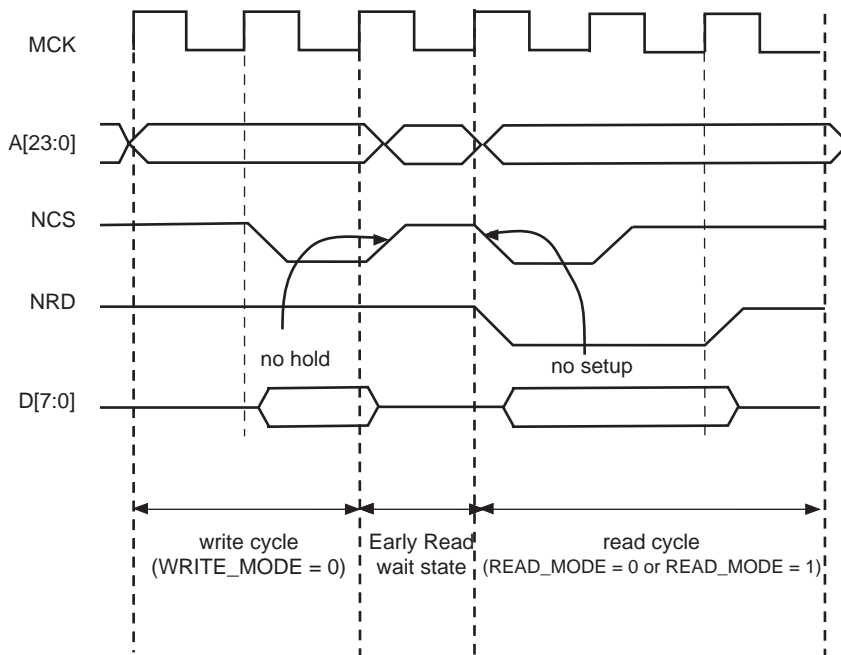 MCK
A[23:0]
NCS
NRD
no hold
no setup
D[7:0]
write cycle
(WRITE_MODE = 0)
Early Read
wait state
read cycle
(READ_MODE = 0 or READ_MODE = 1)